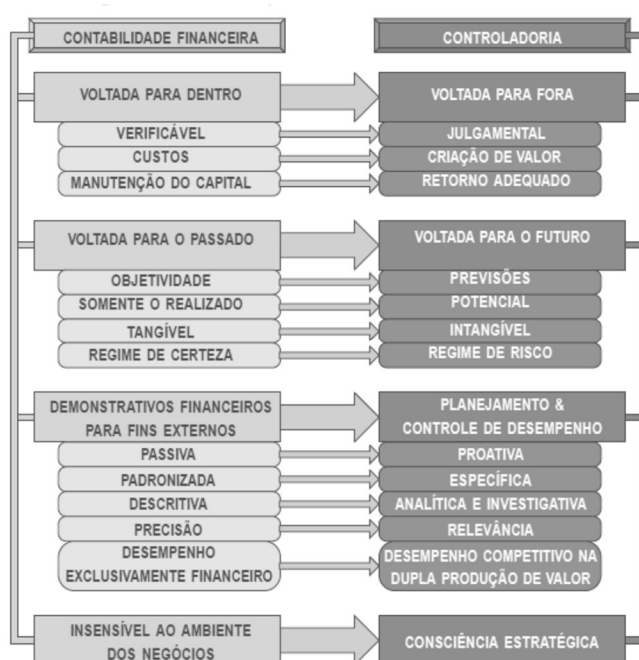 CONTABILIDADE FINANCEIRA
CONTROLADORIA
VOLTADA PARA DENTRO
VOLTADA PARA FORA
VERIFICÁVEL
JULGAMENTAL
CUSTOS
CRIAÇÃO DE VALOR
MANUTENÇÃO DO CAPITAL
RETORNO ADEQUADO
VOLTADA PARA O PASSADO
VOLTADA PARA O FUTURO
OBJETIVIDADE
PREVISÕES
SOMENTE O REALIZADO
POTENCIAL
TANGÍVEL
INTANGÍVEL
REGIME DE CERTEZA
REGIME DE RISCO
DEMONSTRATIVOS FINANCEIROS
PARA FINS EXTERNOS
PLANEJAMENTO &
CONTROLE DE DESEMPENHO
PASSIVA
PROATIVA
PADRONIZADA
ESPECÍFICA
DESCRITIVA
ANALÍTICA E INVESTIGATIVA
PRECISÃO
RELEVÂNCIA
DESEMPENHO
EXCLUSIVAMENTE FINANCEIRO
DESEMPENHO COMPETITIVO NA
DUPLA PRODUÇÃO DE VALOR
INSENSÍVEL AO AMBIENTE
DOS NEGÓCIOS
CONSCIÊNCIA ESTRATÉGICA